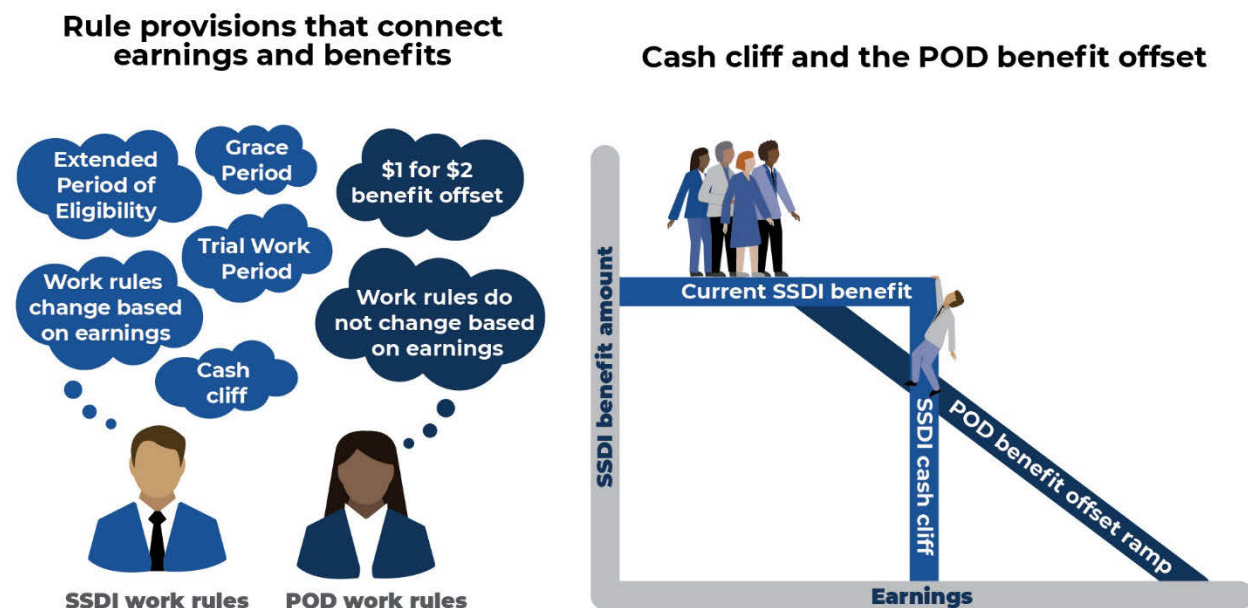 Rule provisions that connect
earnings and benefits
Extended
Period of
Eligibility
Grace
Period
$1 for $2
benefit offset
Trial Work
Period
Work rules
change based
on earnings
Work rules do
not change based
on earnings
Cash
cliff
SSDI work rules
POD work rules
Cash cliff and the POD benefit offset
SSDI benefit amount
Current SSDI benefit
SSDI cash cliff
POD benefit offset ramp
Earnings